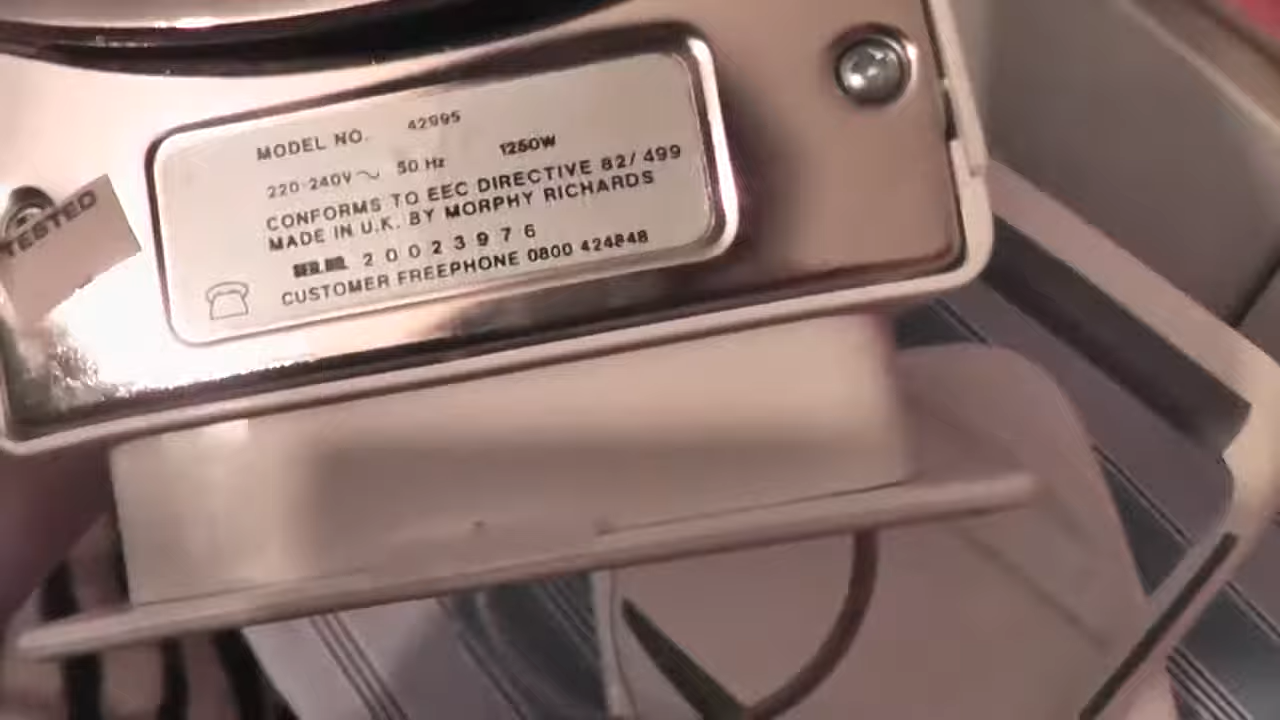 MODEL NO. 42995
220-240V ~ 50 Hz 1250W
CONFORMS TO EEC DIRECTIVE 82/499
MADE IN U.K. BY MORPHY RICHARDS
20023976
CUSTOMER FREEPHONE 0800 424848
TESTED